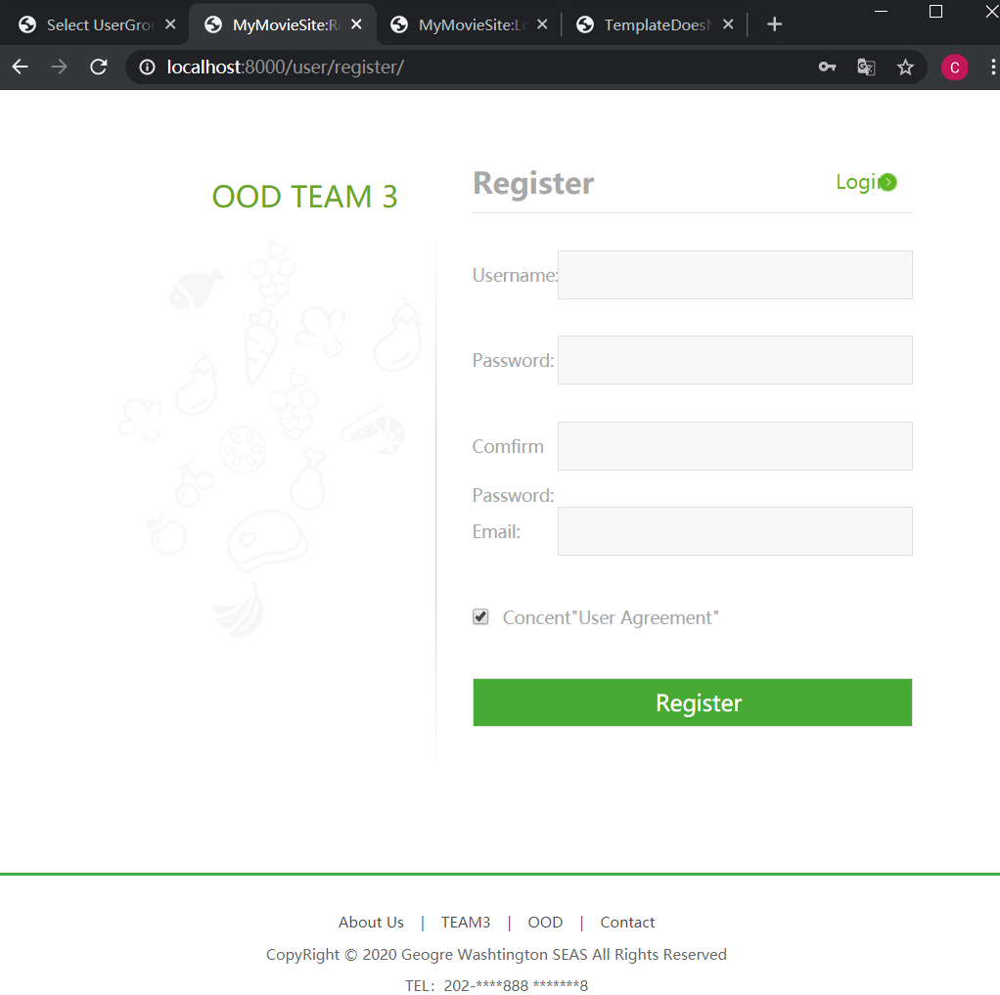 Select UserGro
MyMovieSite:R
MyMovieSite:Lo
TemplateDoesN
localhost:8000/user/register/
C
OOD TEAM 3
Register
Login
Username:
Password:
Comfirm
Password:
Email:
Concent"User Agreement"
Register
About Us | TEAM3 | OOD | Contact
CopyRight © 2020 Geogre Washtington SEAS All Rights Reserved
TEL: 202-****888 *******8